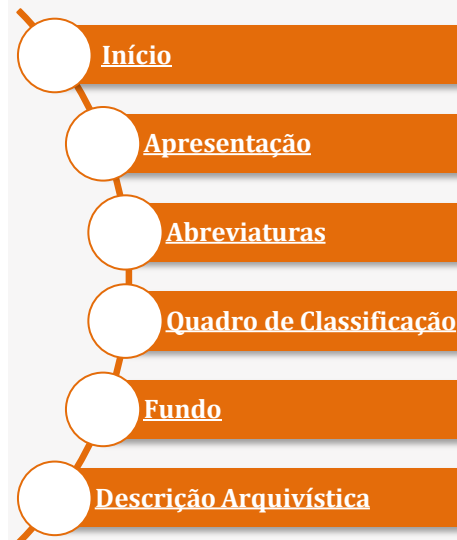 Início
Apresentação
Abreviaturas
Quadro de Classificação
Fundo
Descrição Arquivística